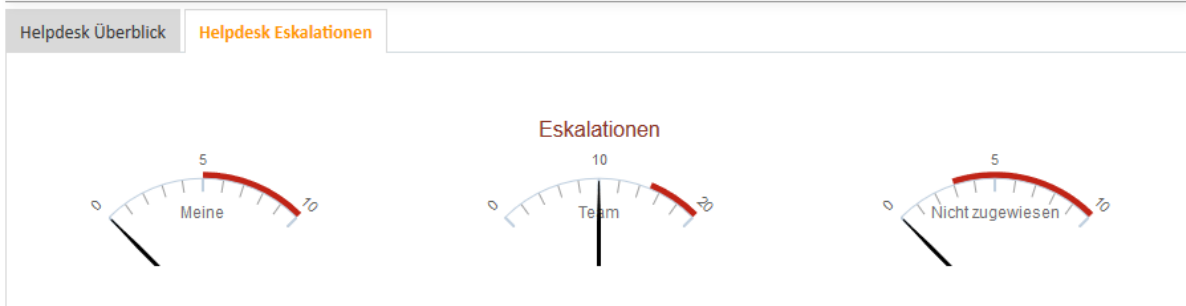 Helpdesk Überblick
Helpdesk Eskalationen
Eskalationen
0 5 10
Meine
0 10 20
Team
0 5 10
Nicht zugewiesen